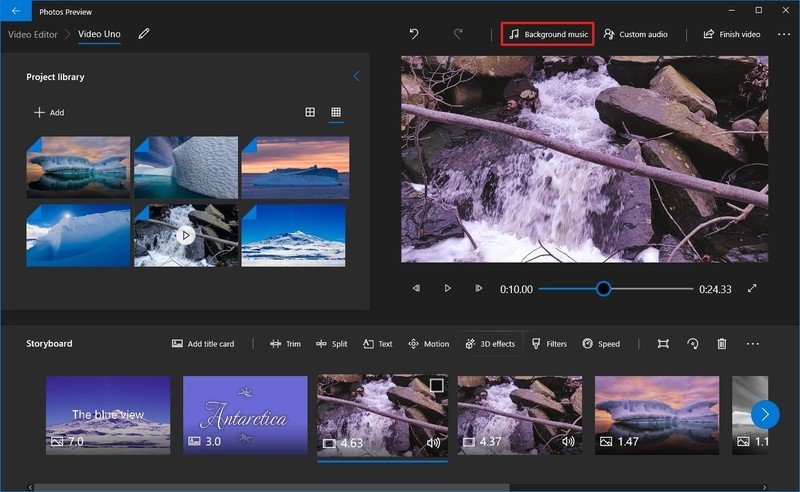 Photos Preview
Video Editor
Video Uno
Background music
Custom audio
Finish video
Project library
Add
0:10.00
0:24.33
Storyboard
Add title card
Trim
Split
Text
Motion
3D effects
Filters
Speed
The blue view
7.0
Antarctica
3.0
4.63
4.37
1.47
1.1